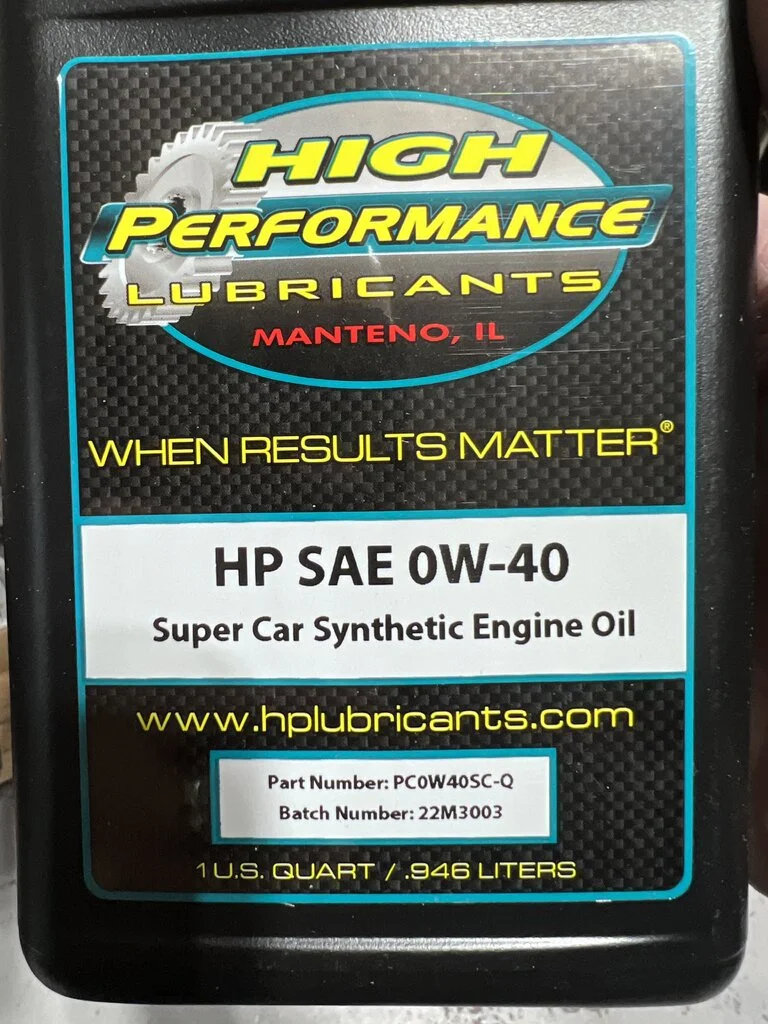 HIGH
PERFORMANCE
LUBRICANTS
MANTENO, IL
WHEN RESULTS MATTER®
HP SAE 0W-40
Super Car Synthetic Engine Oil
www.hplubricants.com
Part Number: PC0W40SC-Q
Batch Number: 22M3003
1 U.S. QUART / .946 LITERS